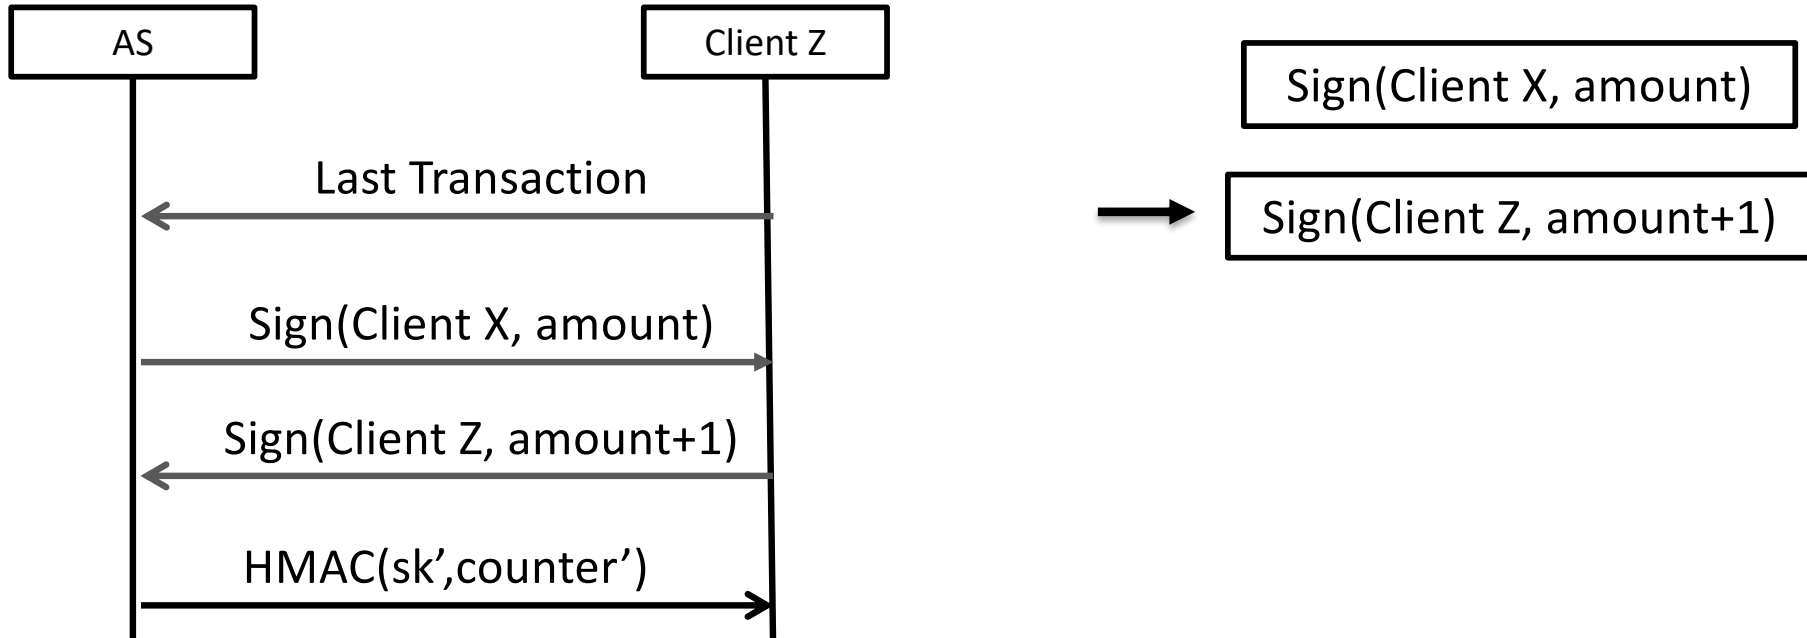 AS
Client Z
Last Transaction
Sign(Client X, amount)
Sign(Client Z, amount+1)
HMAC(sk’,counter’)
Sign(Client X, amount)
Sign(Client Z, amount+1)